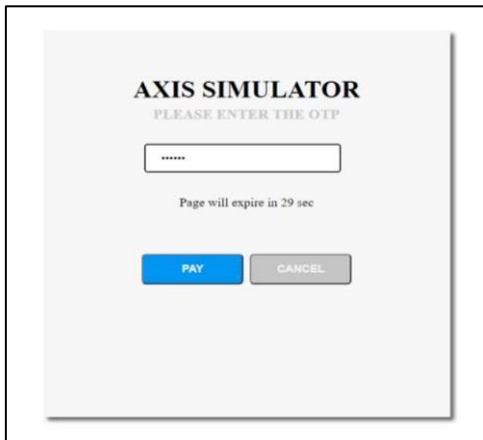 AXIS SIMULATOR
PLEASE ENTER THE OTP
······
Page will expire in 29 sec
PAY CANCEL